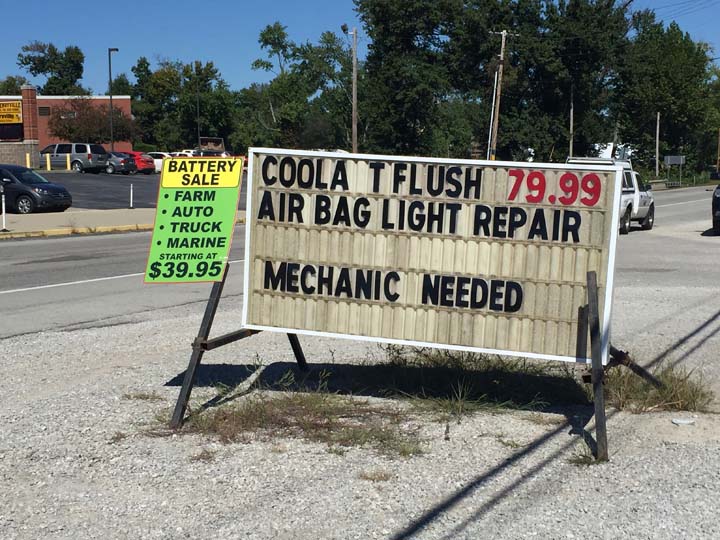 BATTERY
SALE
• FARM
• AUTO
• TRUCK
• MARINE
STARTING AT
$39.95
COOLA T FLUSH 79.99
AIR BAG LIGHT REPAIR
MECHANIC NEEDED